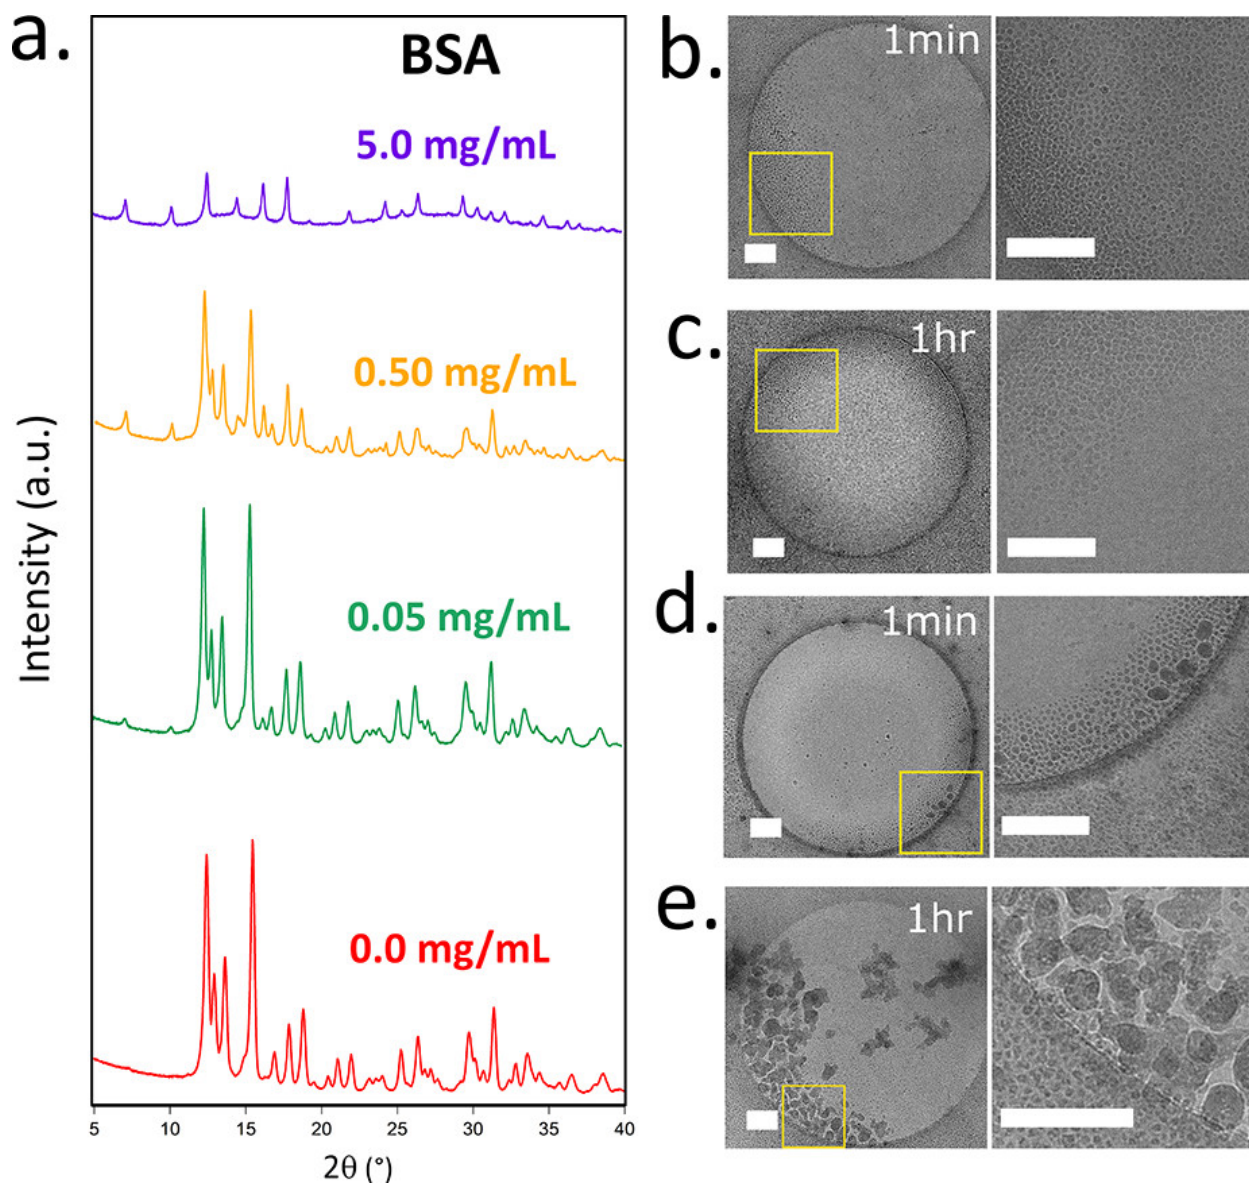 a.
BSA
5.0 mg/mL
0.50 mg/mL
0.05 mg/mL
0.0 mg/mL
Intensity (a.u.)
5 10 15 20 25 30 35 40
2θ (°)
b.
1min
c.
1hr
d.
1min
e.
1hr